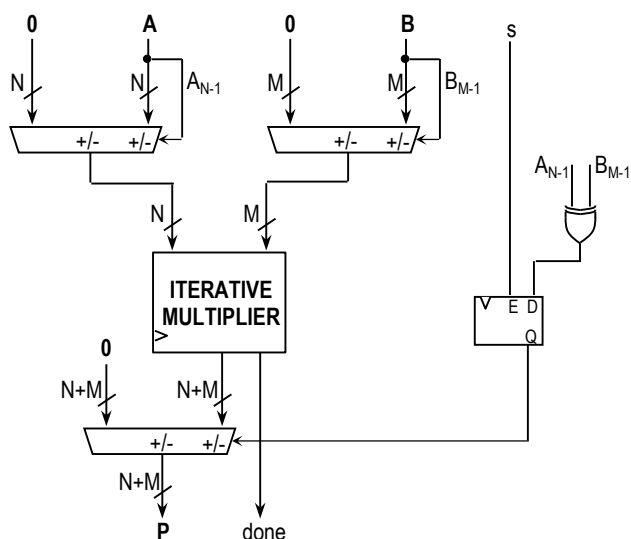 0 A 0 B s
N N A_{N-1} M M B_{M-1}
+/- +/- +/- +/-
A_{N-1} B_{M-1}
N M
ITERATIVE
MULTIPLIER
E D
Q
0
N+M N+M
+/- +/-
N+M
P done